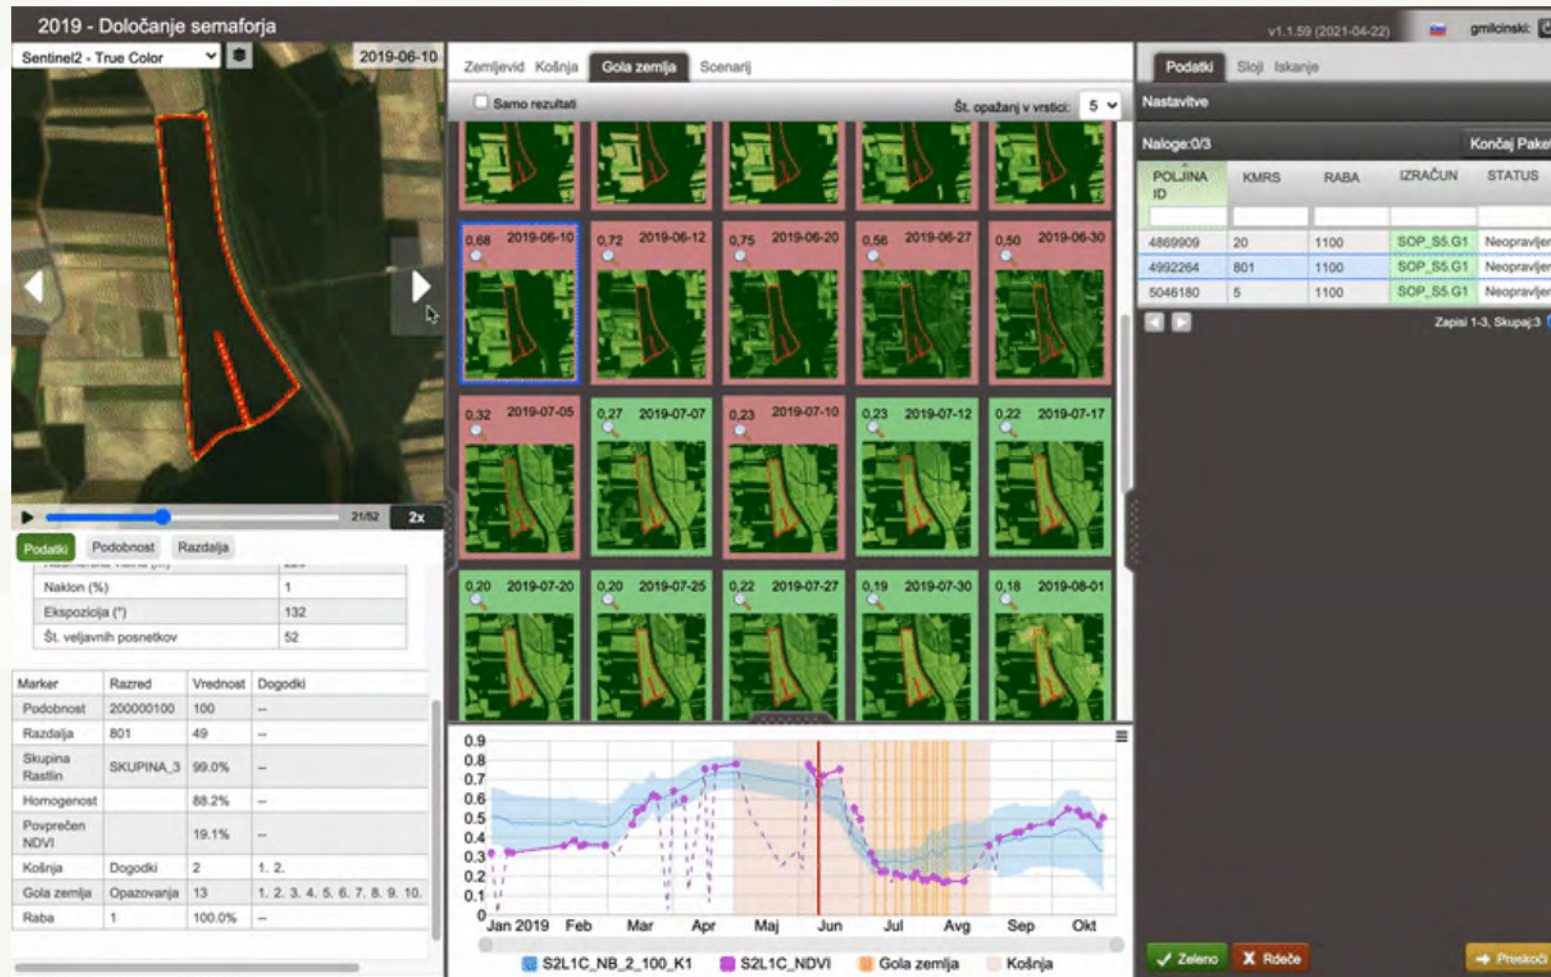 2019 - Določanje semaforja
v1.1.59 (2021-04-22)
gmilcinski:
Sentinel2 - True Color
2019-06-10
21/52
2x
Podatki Podobnost Razdalja
Naklon (%) 1
Ekspozicija (°) 132
Št. veljavnih posnetkov 52
Marker Razred Vrednost Dogodki
Podobnost 200000100 100 --
Razdalja 801 49 --
Skupina Rastlin SKUPINA_3 99.0% --
Homogenost 88.2% --
Povprečen NDVI 19.1% --
Košnja Dogodki 2 1. 2.
Gola zemlja Opazovanja 13 1. 2. 3. 4. 5. 6. 7. 8. 9. 10.
Raba 1 100.0% --
Zemljevid Košnja Gola zemlja Scenarij
Samo rezultati
Št. opažanj v vrstici: 5
0,68 2019-06-10
0,72 2019-06-12
0,75 2019-06-20
0,56 2019-06-27
0,50 2019-06-30
0,32 2019-07-05
0,27 2019-07-07
0,23 2019-07-10
0,23 2019-07-12
0,22 2019-07-17
0,20 2019-07-20
0,20 2019-07-25
0,22 2019-07-27
0,19 2019-07-30
0,18 2019-08-01
0.9
0.8
0.7
0.6
0.5
0.4
0.3
0.2
0.1
0
Jan 2019 Feb Mar Apr Maj Jun Jul Avg Sep Okt
S2L1C_NB_2_100_K1 S2L1C_NDVI Gola zemlja Košnja
Podatki Sloji Iskanje
Nastavitve
Naloge:0/3
Končaj Paket
POLJINA ID KMRS RABA IZRAČUN STATUS
4869909 20 1100 SOP_S5.G1 Neopravljen
4992264 801 1100 SOP_S5.G1 Neopravljen
5046180 5 1100 SOP_S5.G1 Neopravljen
Zapisi 1-3, Skupaj:3
Zeleno
X Rdeče
Preskoči